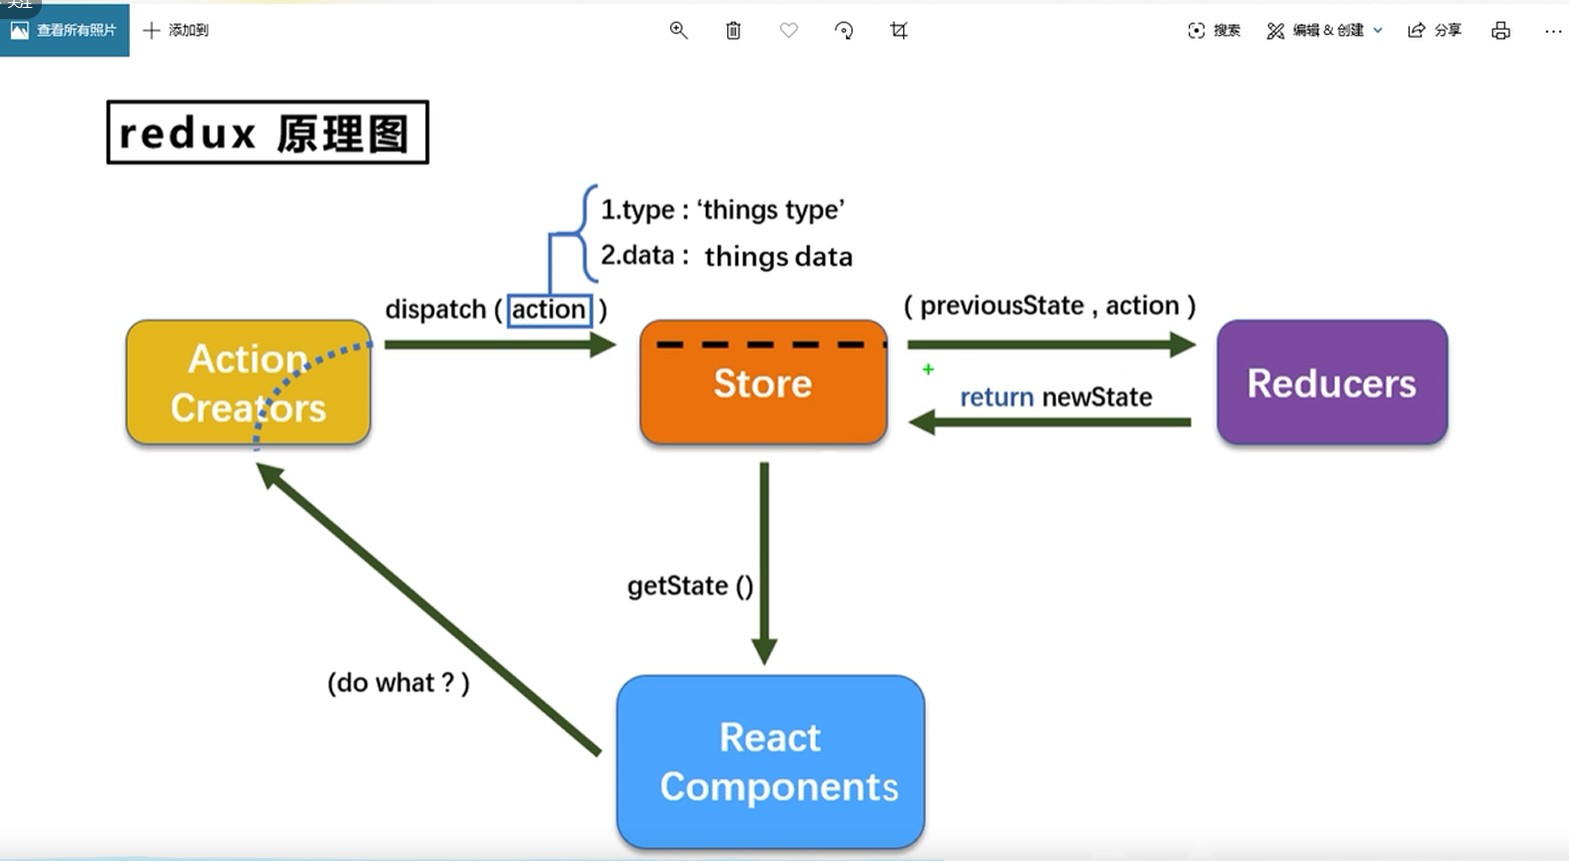 关注
查看所有照片
添加到
搜索
编辑 & 创建
分享
redux 原理图
1.type : ‘things type’
2.data : things data
dispatch ( action )
( previousState , action )
Action
Creators
Store
return newState
Reducers
getState ()
(do what ? )
React
Components